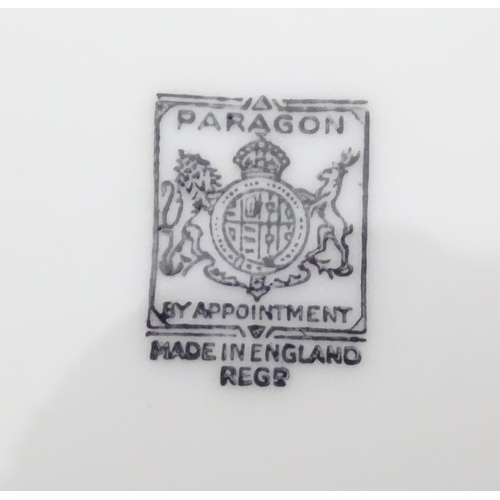 PARAGON
BY APPOINTMENT
MADE IN ENGLAND
REGD